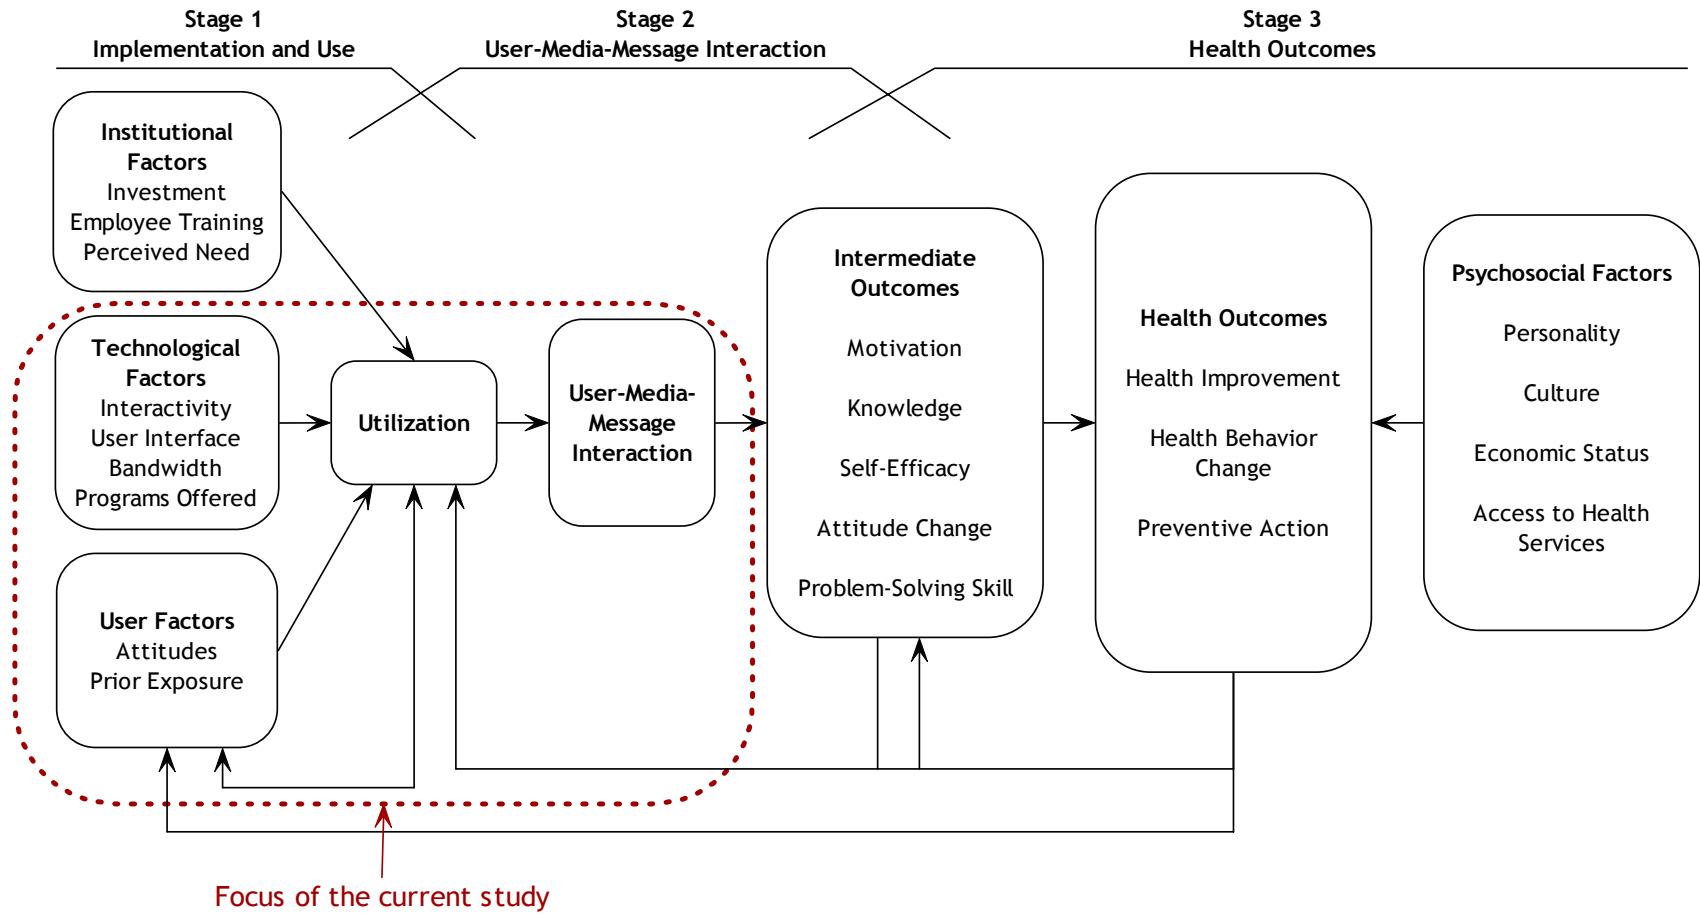 Stage 1
Implementation and Use
Stage 2
User-Media-Message Interaction
Stage 3
Health Outcomes
Institutional
Factors
Investment
Employee Training
Perceived Need
Technological
Factors
Interactivity
User Interface
Bandwidth
Programs Offered
User Factors
Attitudes
Prior Exposure
Utilization
User-Media-
Message
Interaction
Intermediate
Outcomes
Motivation
Knowledge
Self-Efficacy
Attitude Change
Problem-Solving Skill
Health Outcomes
Health Improvement
Health Behavior
Change
Preventive Action
Psychosocial Factors
Personality
Culture
Economic Status
Access to Health
Services
Focus of the current study